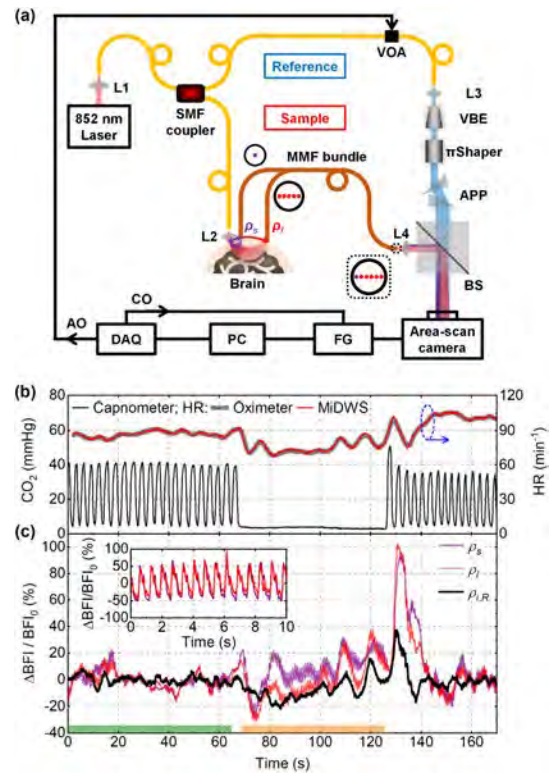 (a)
VOA
L1
Reference
L3
852 nm
Laser
SMF
coupler
VBE
Sample
πShaper
MMF bundle
APP
L2
ρs
ρl
L4
Brain
BS
CO
AO
DAQ
PC
FG
Area-scan
camera
(b)
80
120
Capnometer; HR: Oximeter MiDWS
60
90
40
60
20
30
0
0
CO2 (mmHg)
HR (min-1)
(c)
100
80
60
40
20
0
-20
-40
ΔBFI / BFI0 (%)
ΔBFI/BFI0 (%)
100
50
0
-50
-100
0 2 4 6 8 10
Time (s)
ρs
ρl
ρl,R
0 20 40 60 80 100 120 140 160
Time (s)